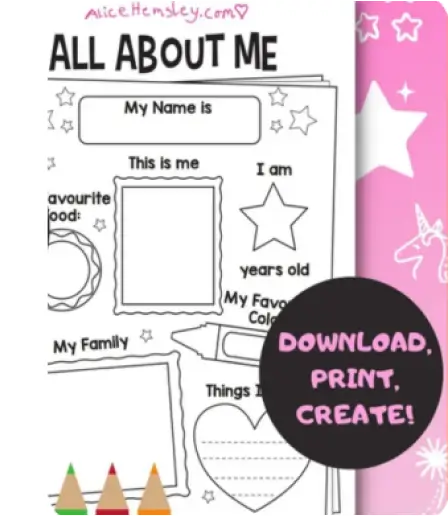 AliceHemsley.com♡
ALL ABOUT ME
My Name is
This is me
I am
avourite
ood:
years old
My Favou
Colo
My Family
Things I
DOWNLOAD,
PRINT,
CREATE!